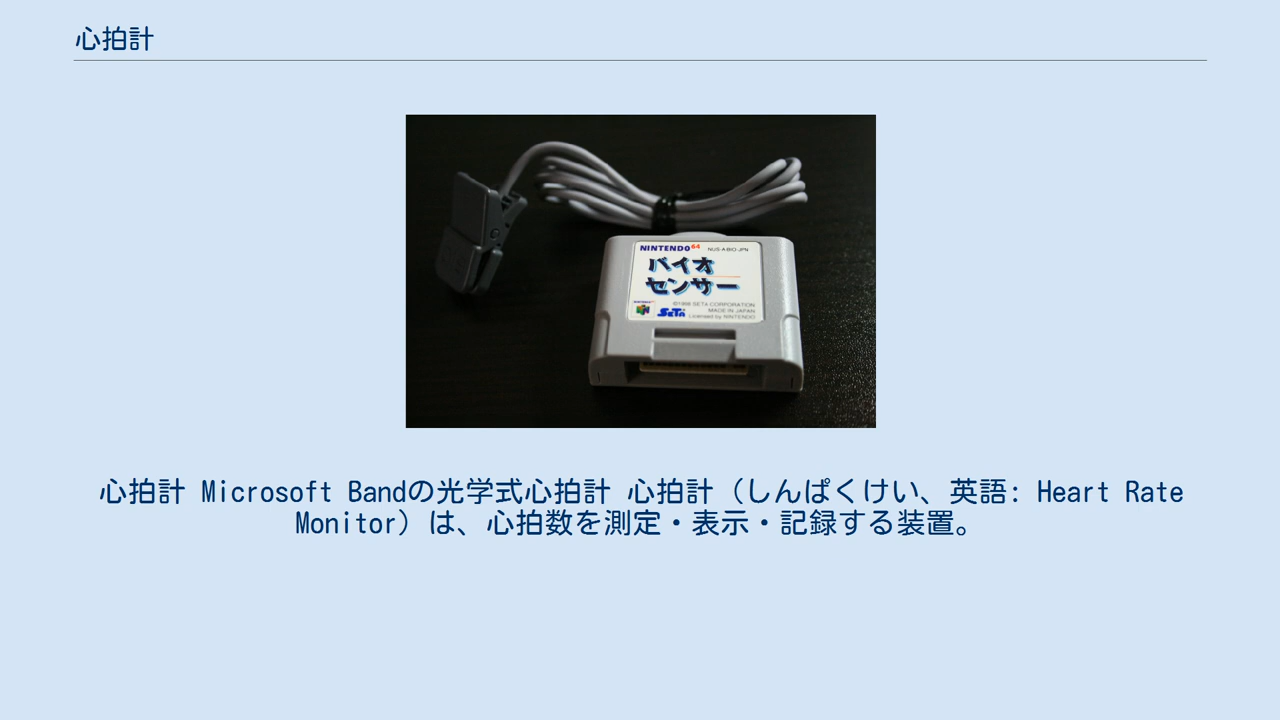 心拍計
NINTENDO64 NUS-A-BIO-JPN
バイオ
センサー
©1998 SETA CORPORATION
MADE IN JAPAN
SETA Licensed by NINTENDO
心拍計 Microsoft Bandの光学式心拍計 心拍計（しんぱくけい、英語: Heart Rate
Monitor）は、心拍数を測定・表示・記録する装置。